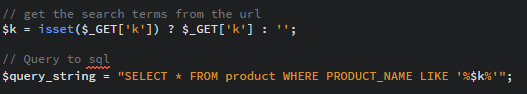 // get the search terms from the url
$k = isset($_GET['k']) ? $_GET['k'] : '';
// Query to sql
$query_string = "SELECT * FROM product WHERE PRODUCT_NAME LIKE '%$k%'";